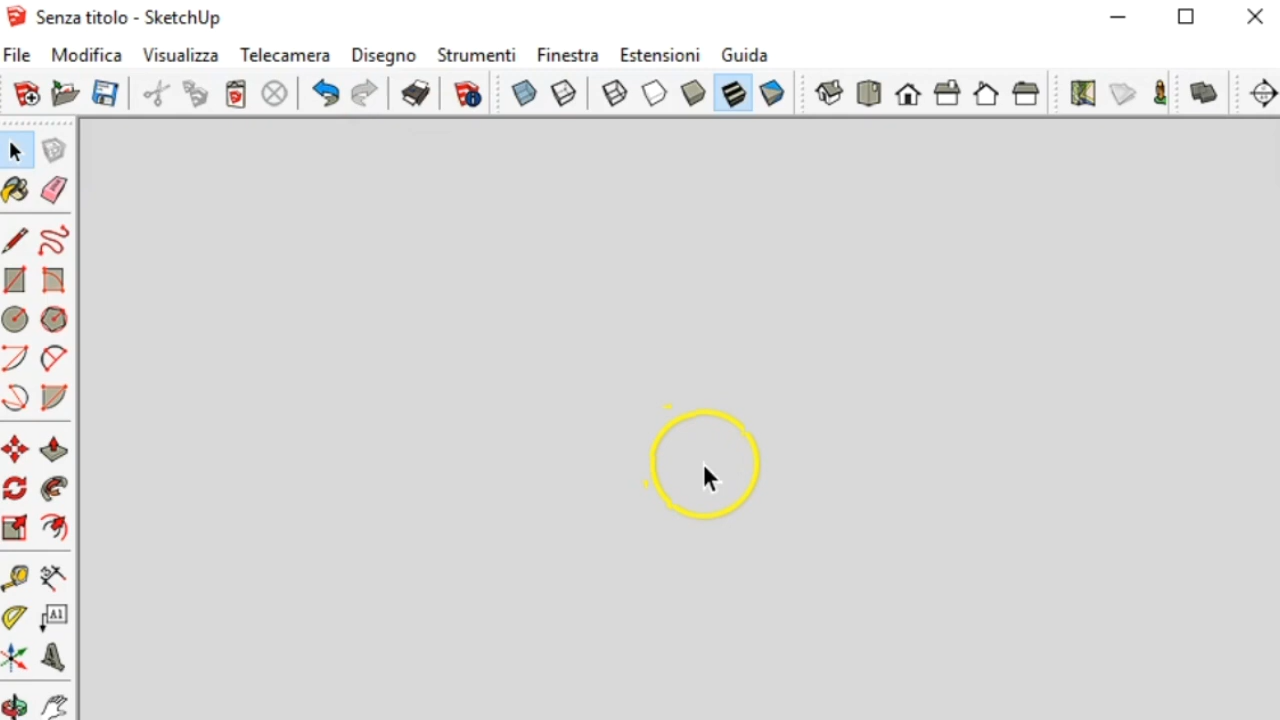 Senza titolo - SketchUp
File Modifica Visualizza Telecamera Disegno Strumenti Finestra Estensioni Guida
A1